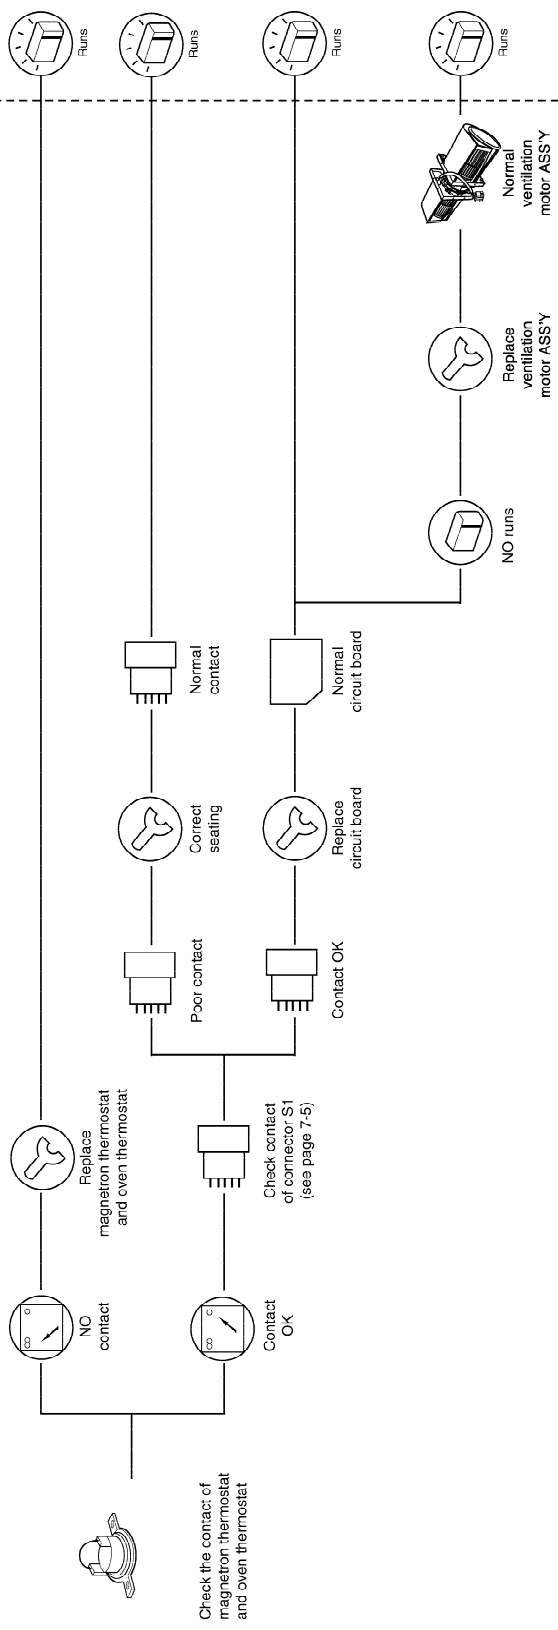 Check the contact of
magnetron thermostat
and oven thermostat
NO
contact
Replace
magnetron thermostat
and oven thermostat
Runs
Contact
OK
Check contact
of connector S1
(see page 7-5)
Poor contact
Correct
seating
Normal
contact
Runs
Contact OK
Replace
circuit board
Normal
circuit board
Runs
NO runs
Replace
ventilation
motor ASS'Y
Normal
ventilation
motor ASS'Y
Runs